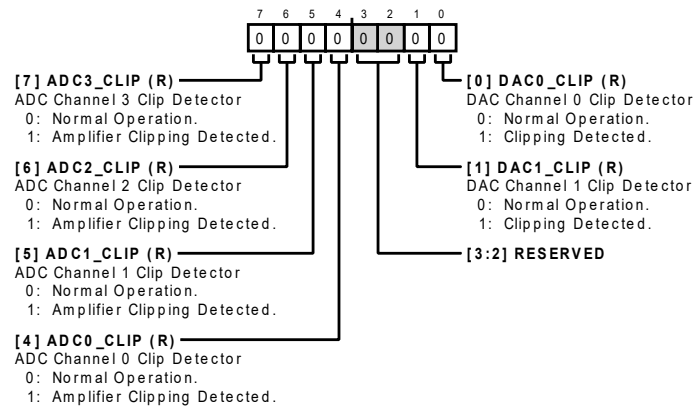 7 6 5 4 3 2 1 0
0 0 0 0 0 0 0 0
[7] ADC3_CLIP (R)
ADC Channel 3 Clip Detector
0: Normal Operation.
1: Amplifier Clipping Detected.
[6] ADC2_CLIP (R)
ADC Channel 2 Clip Detector
0: Normal Operation.
1: Amplifier Clipping Detected.
[5] ADC1_CLIP (R)
ADC Channel 1 Clip Detector
0: Normal Operation.
1: Amplifier Clipping Detected.
[4] ADC0_CLIP (R)
ADC Channel 0 Clip Detector
0: Normal Operation.
1: Amplifier Clipping Detected.
[0] DAC0_CLIP (R)
DAC Channel 0 Clip Detector
0: Normal Operation.
1: Clipping Detected.
[1] DAC1_CLIP (R)
DAC Channel 1 Clip Detector
0: Normal Operation.
1: Clipping Detected.
[3:2] RESERVED